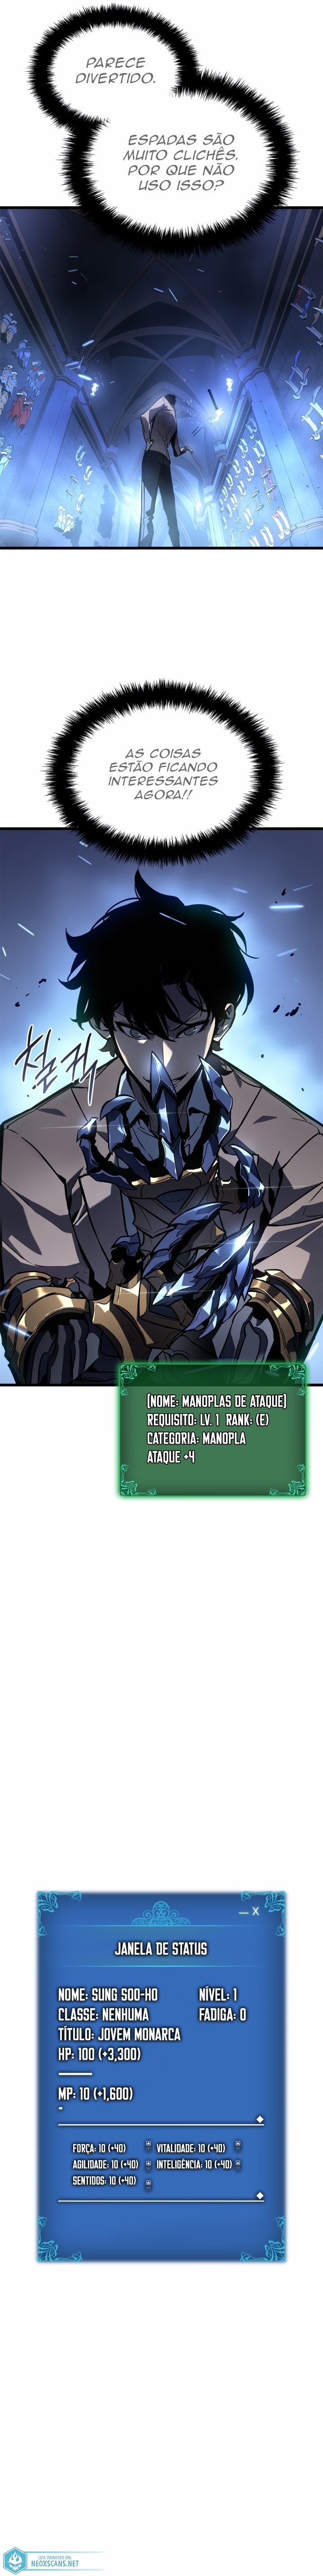 PARECE
DIVERTIDO.
ESPADAS SÃO
MUITO CLICHÊS.
POR QUE NÃO
USO ISSO?
AS COISAS
ESTÃO FICANDO
INTERESSANTES
AGORA!!
철컥
[NOME: MANOPLAS DE ATAQUE]
REQUISITO: LV. 1 RANK: (E)
CATEGORIA: MANOPLA
ATAQUE +4
— X
JANELA DE STATUS
NOME: SUNG SOO-HO NÍVEL: 1
CLASSE: NENHUMA FADIGA: 0
TÍTULO: JOVEM MONARCA
HP: 100 (+3,300)
MP: 10 (+1,600)
FORÇA: 10 (+40) VITALIDADE: 10 (+40)
AGILIDADE: 10 (+40) INTELIGÊNCIA: 10 (+40)
SENTIDOS: 10 (+40)
NEOXSCANS.NET